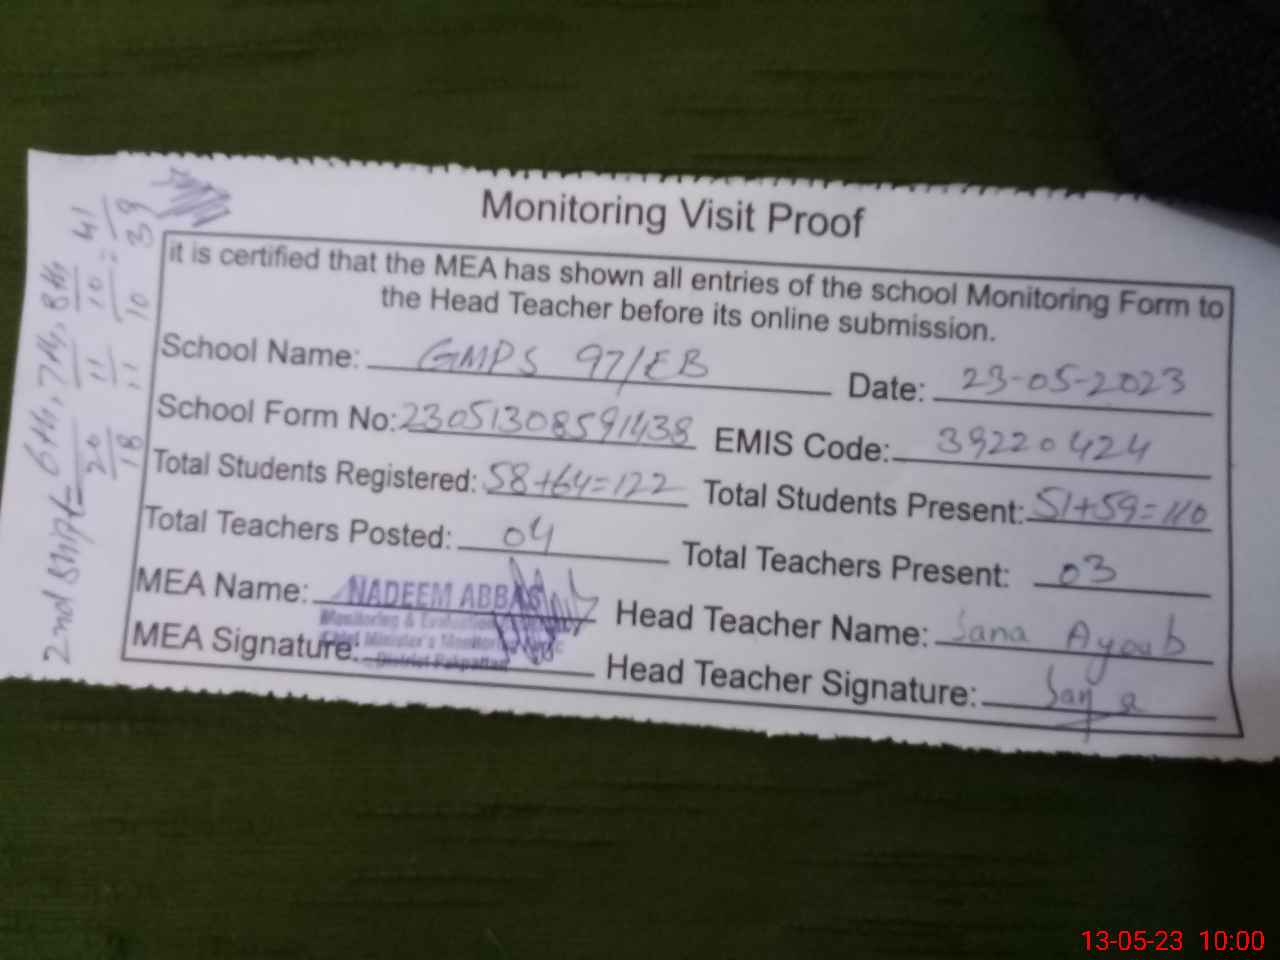 Monitoring Visit Proof
it is certified that the MEA has shown all entries of the school Monitoring Form to
the Head Teacher before its online submission.
School Name: GMPS 97/EB Date: 23-05-2023
School Form No: 23051308591438 EMIS Code: 39220424
Total Students Registered: 58+64=122 Total Students Present: 51+59=110
Total Teachers Posted: 04 Total Teachers Present: 03
MEA Name: NADEEM ABBAS Head Teacher Name: Sana Ayoub
Monitoring & Evaluation
MEA Signature: Chief Minister's Monitoring Head Teacher Signature: Sana
District Pakpattan
2nd Shift = 6th, 7th, 8th
20 11 10 = 41
18 11 10 39
13-05-23 10:00